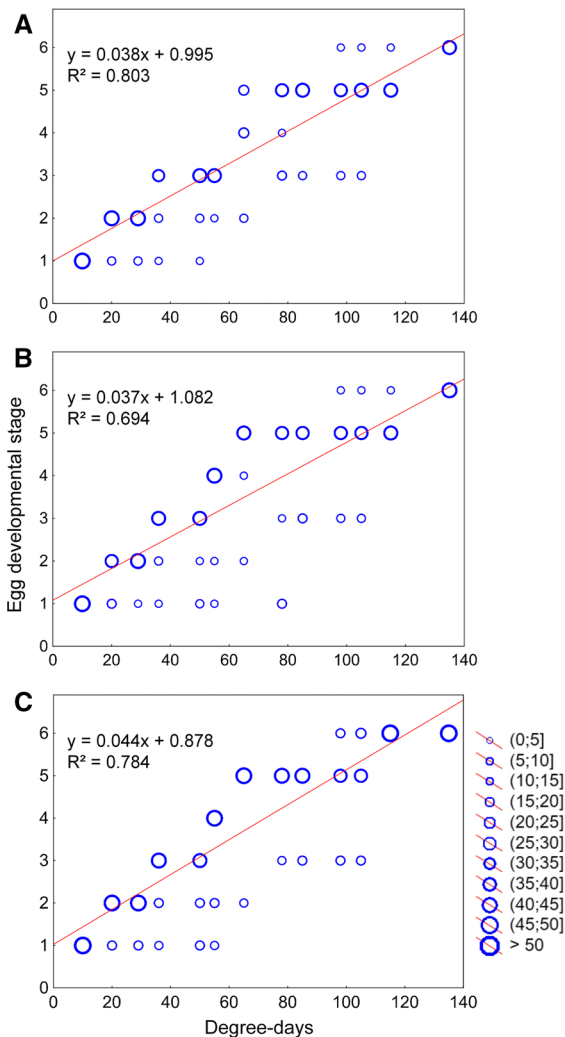 A
y = 0.038x + 0.995
R² = 0.803
6
5
4
3
2
1
0
0 20 40 60 80 100 120 140
B
y = 0.037x + 1.082
R² = 0.694
6
5
4
3
2
1
0
0 20 40 60 80 100 120 140
Egg developmental stage
C
y = 0.044x + 0.878
R² = 0.784
6
5
4
3
2
1
0
0 20 40 60 80 100 120 140
Degree-days
(0;5]
(5;10]
(10;15]
(15;20]
(20;25]
(25;30]
(30;35]
(35;40]
(40;45]
(45;50]
> 50